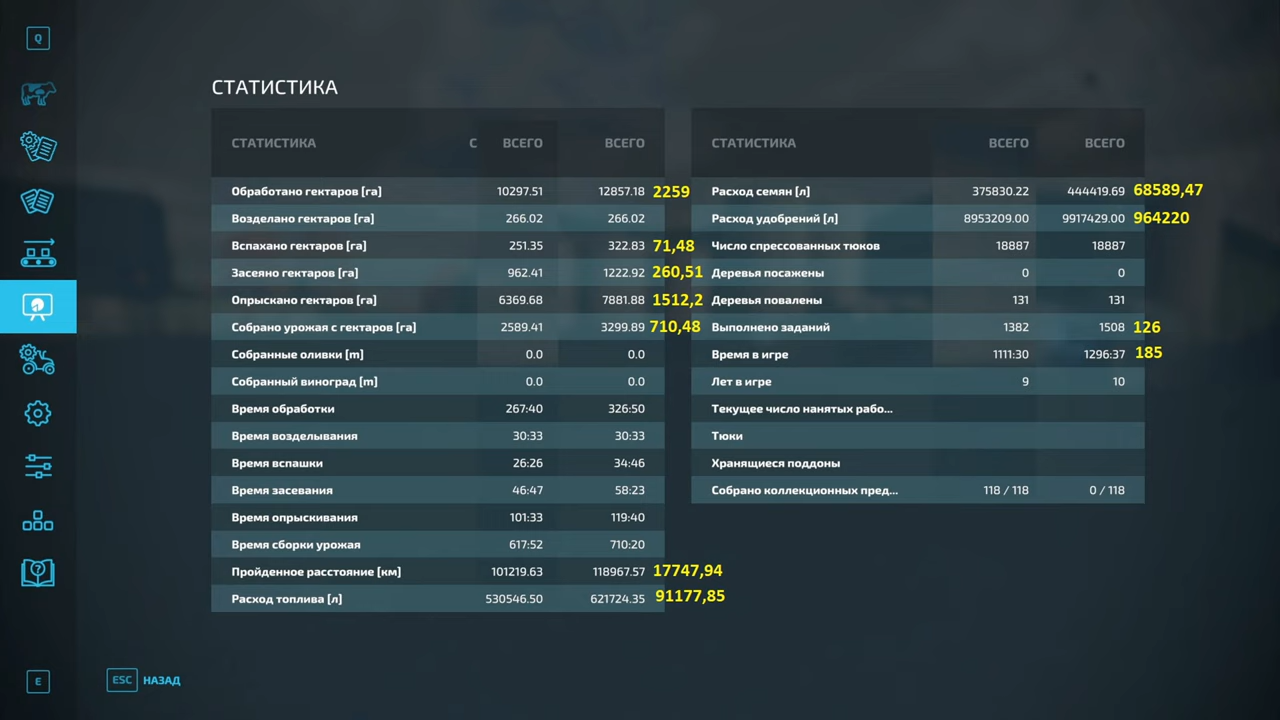 Q
СТАТИСТИКА
СТАТИСТИКА С ВСЕГО ВСЕГО
Обработано гектаров [га] 10297.51 12857.18 2259
Возделано гектаров [га] 266.02 266.02
Вспахано гектаров [га] 251.35 322.83 71,48
Засеяно гектаров [га] 962.41 1222.92 260,51
Опрыскано гектаров [га] 6369.68 7881.88 1512,2
Собрано урожая с гектаров [га] 2589.41 3299.89 710,48
Собранные оливки [m] 0.0 0.0
Собранный виноград [m] 0.0 0.0
Время обработки 267:40 326:50
Время возделывания 30:33 30:33
Время вспашки 26:26 34:46
Время засевания 46:47 58:23
Время опрыскивания 101:33 119:40
Время сборки урожая 617:52 710:20
Пройденное расстояние [км] 101219.63 118967.57 17747,94
Расход топлива [л] 530546.50 621724.35 91177,85
СТАТИСТИКА ВСЕГО ВСЕГО
Расход семян [л] 375830.22 444419.69 68589,47
Расход удобрений [л] 8953209.00 9917429.00 964220
Число спрессованных тюков 18887 18887
Деревья посажены 0 0
Деревья повалены 131 131
Выполнено заданий 1382 1508 126
Время в игре 1111:30 1296:37 185
Лет в игре 9 10
Текущее число нанятых рабо...
Тюки
Хранящиеся поддоны
Собрано коллекционных пред... 118 / 118 0 / 118
E
ESC НАЗАД